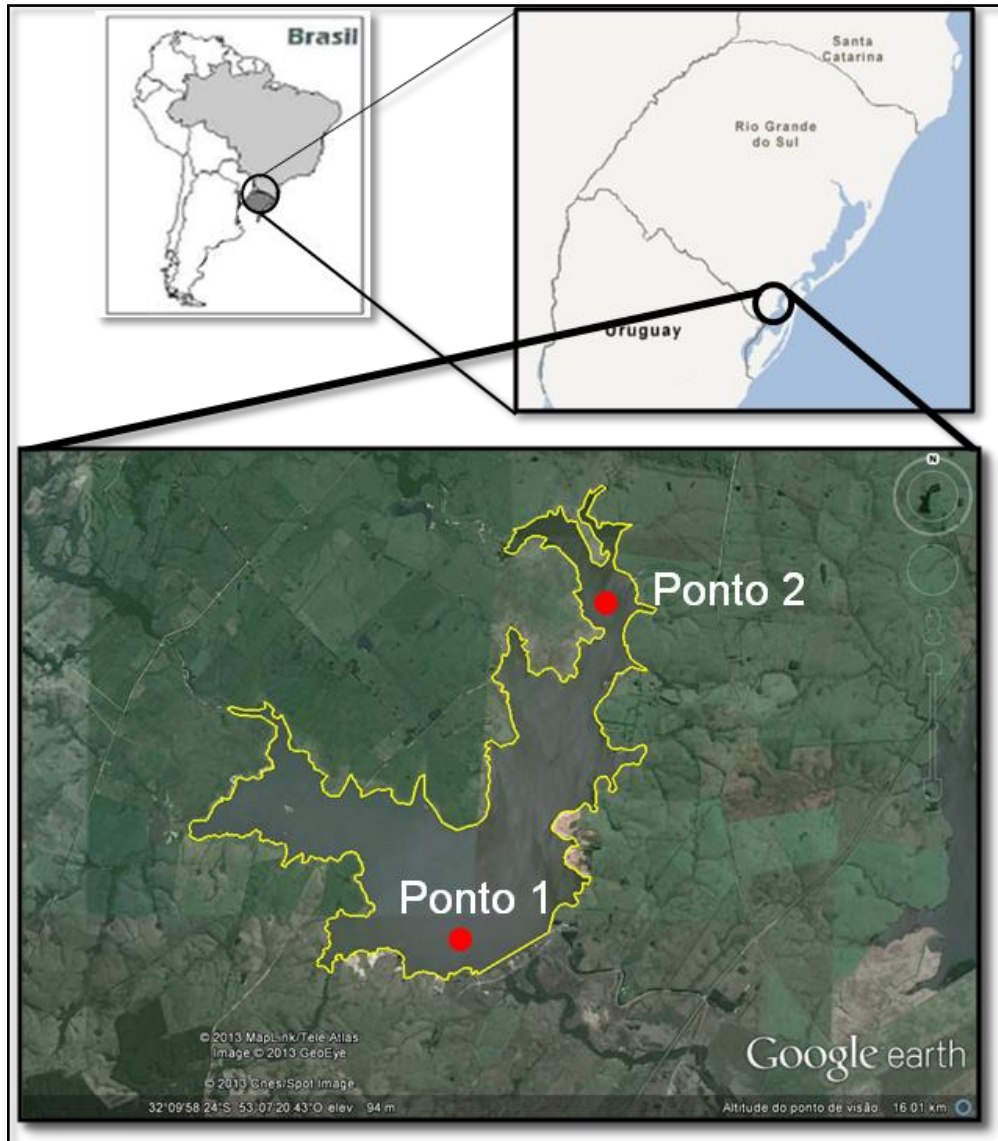 Brasil
Santa
Catarina
Rio Grande
do Sul
Uruguay
N
Ponto 2
Ponto 1
© 2013 MapLink/Tele Atlas
Image © 2013 GeoEye
© 2013 Cnes/Spot Image
Google earth
32°09'58 24"S 53°07'20 43"O elev 94 m
Altitude do ponto de visão 16.01 km